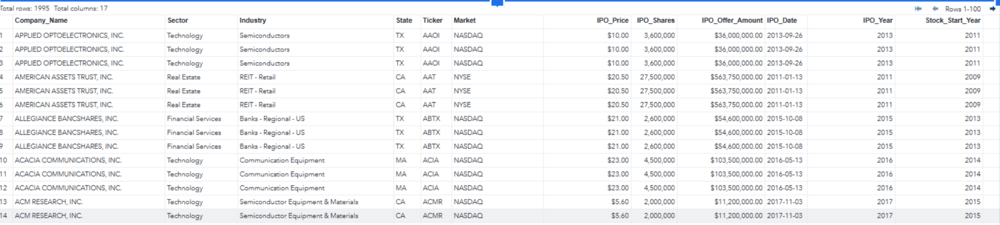 Total rows: 1995 Total columns: 17 Rows 1-100
Company_Name Sector Industry State Ticker Market IPO_Price IPO_Shares IPO_Offer_Amount IPO_Date IPO_Year Stock_Start_Year
1 APPLIED OPTOELECTRONICS, INC. Technology Semiconductors TX AAOI NASDAQ $10.00 3,600,000 $36,000,000.00 2013-09-26 2013 2011
2 APPLIED OPTOELECTRONICS, INC. Technology Semiconductors TX AAOI NASDAQ $10.00 3,600,000 $36,000,000.00 2013-09-26 2013 2011
3 APPLIED OPTOELECTRONICS, INC. Technology Semiconductors TX AAOI NASDAQ $10.00 3,600,000 $36,000,000.00 2013-09-26 2013 2011
4 AMERICAN ASSETS TRUST, INC. Real Estate REIT - Retail CA AAT NYSE $20.50 27,500,000 $563,750,000.00 2011-01-13 2011 2009
5 AMERICAN ASSETS TRUST, INC. Real Estate REIT - Retail CA AAT NYSE $20.50 27,500,000 $563,750,000.00 2011-01-13 2011 2009
6 AMERICAN ASSETS TRUST, INC. Real Estate REIT - Retail CA AAT NYSE $20.50 27,500,000 $563,750,000.00 2011-01-13 2011 2009
7 ALLEGIANCE BANCSHARES, INC. Financial Services Banks - Regional - US TX ABTX NASDAQ $21.00 2,600,000 $54,600,000.00 2015-10-08 2015 2013
8 ALLEGIANCE BANCSHARES, INC. Financial Services Banks - Regional - US TX ABTX NASDAQ $21.00 2,600,000 $54,600,000.00 2015-10-08 2015 2013
9 ALLEGIANCE BANCSHARES, INC. Financial Services Banks - Regional - US TX ABTX NASDAQ $21.00 2,600,000 $54,600,000.00 2015-10-08 2015 2013
10 ACACIA COMMUNICATIONS, INC. Technology Communication Equipment MA ACIA NASDAQ $23.00 4,500,000 $103,500,000.00 2016-05-13 2016 2014
11 ACACIA COMMUNICATIONS, INC. Technology Communication Equipment MA ACIA NASDAQ $23.00 4,500,000 $103,500,000.00 2016-05-13 2016 2014
12 ACACIA COMMUNICATIONS, INC. Technology Communication Equipment MA ACIA NASDAQ $23.00 4,500,000 $103,500,000.00 2016-05-13 2016 2014
13 ACM RESEARCH, INC. Technology Semiconductor Equipment & Materials CA ACMR NASDAQ $5.60 2,000,000 $11,200,000.00 2017-11-03 2017 2015
14 ACM RESEARCH, INC. Technology Semiconductor Equipment & Materials CA ACMR NASDAQ $5.60 2,000,000 $11,200,000.00 2017-11-03 2017 2015